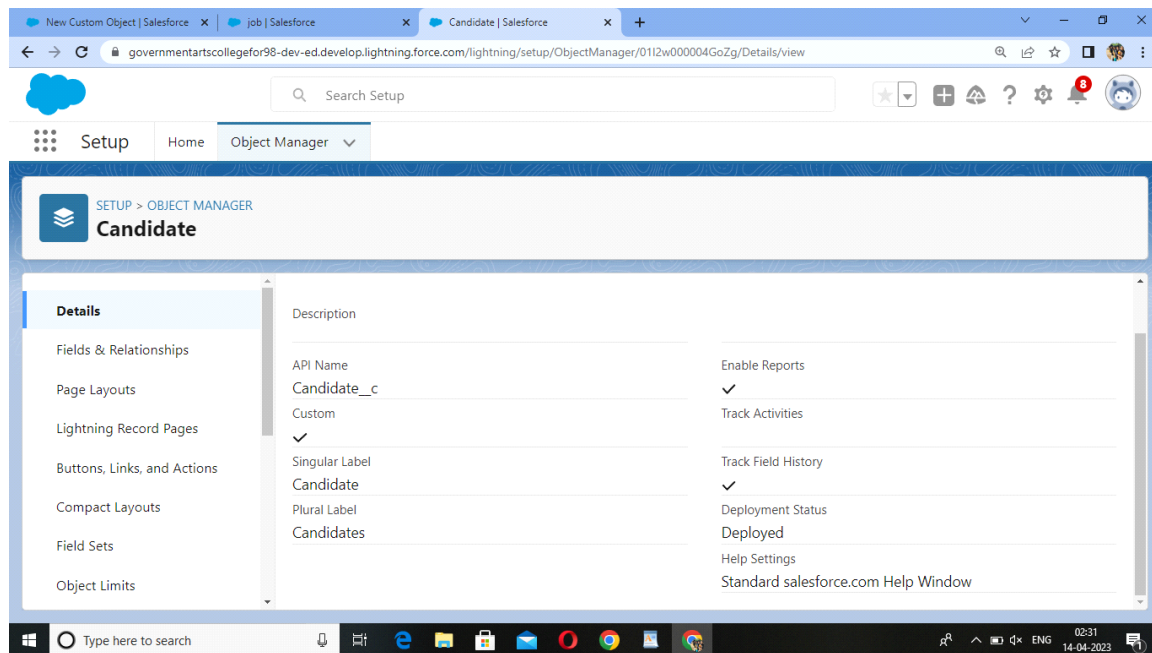 New Custom Object | Salesforce
job | Salesforce
Candidate | Salesforce
governmentartscollegefor98-dev-ed.develop.lightning.force.com/lightning/setup/ObjectManager/01I2w000004GoZg/Details/view
Search Setup
8
Setup
Home
Object Manager
SETUP > OBJECT MANAGER
Candidate
Details
Fields & Relationships
Page Layouts
Lightning Record Pages
Buttons, Links, and Actions
Compact Layouts
Field Sets
Object Limits
Description
API Name
Candidate__c
Custom
Singular Label
Candidate
Plural Label
Candidates
Enable Reports
Track Activities
Track Field History
Deployment Status
Deployed
Help Settings
Standard salesforce.com Help Window
Type here to search
ENG
02:31
14-04-2023
1